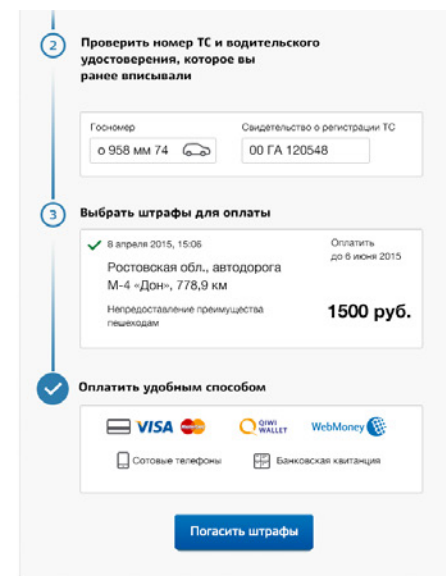 2
Проверить номер ТС и водительского
удостоверения, которое вы
ранее вписывали
Госномер
Свидетельство о регистрации ТС
о 958 мм 74
00 ГА 120548
3
Выбрать штрафы для оплаты
8 апреля 2015, 15:06
Оплатить
до 6 июня 2015
Ростовская обл., автодорога
М-4 «Дон», 778,9 км
Непредоставление преимущества
пешеходам
1500 руб.
Оплатить удобным способом
VISA
MasterCard
QIWI
WALLET
WebMoney
Сотовые телефоны
Банковская квитанция
Погасить штрафы